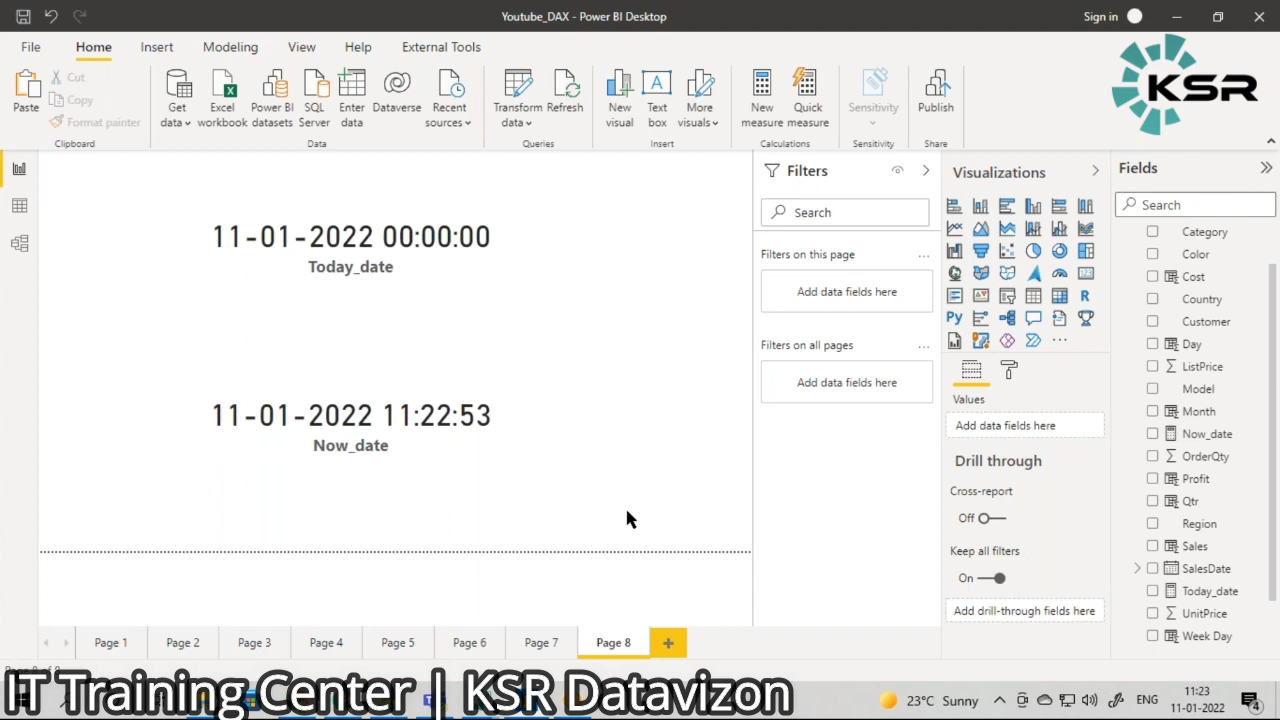 Youtube_DAX - Power BI Desktop
Sign in
File Home Insert Modeling View Help External Tools
KSR
Paste
Cut
Copy
Format painter
Clipboard
Get data
Excel workbook
Power BI datasets
SQL Server
Enter data
Dataverse
Recent sources
Data
Transform data
Refresh
Queries
New visual
Text box
More visuals
Insert
New measure
Quick measure
Calculations
Sensitivity
Sensitivity
Publish
Share
11-01-2022 00:00:00
Today_date
11-01-2022 11:22:53
Now_date
Filters
Search
Filters on this page
...
Add data fields here
Filters on all pages
...
Add data fields here
Visualizations
R
Py
...
Values
Add data fields here
Drill through
Cross-report
Off
Keep all filters
On
Add drill-through fields here
Fields
Search
Category
Color
Cost
Country
Customer
Day
ListPrice
Model
Month
Now_date
OrderQty
Profit
Qtr
Region
Sales
SalesDate
Today_date
UnitPrice
Week Day
Page 1 Page 2 Page 3 Page 4 Page 5 Page 6 Page 7 Page 8 +
IT Training Center | KSR Datavizon
23°C Sunny
ENG
11:23
11-01-2022
4